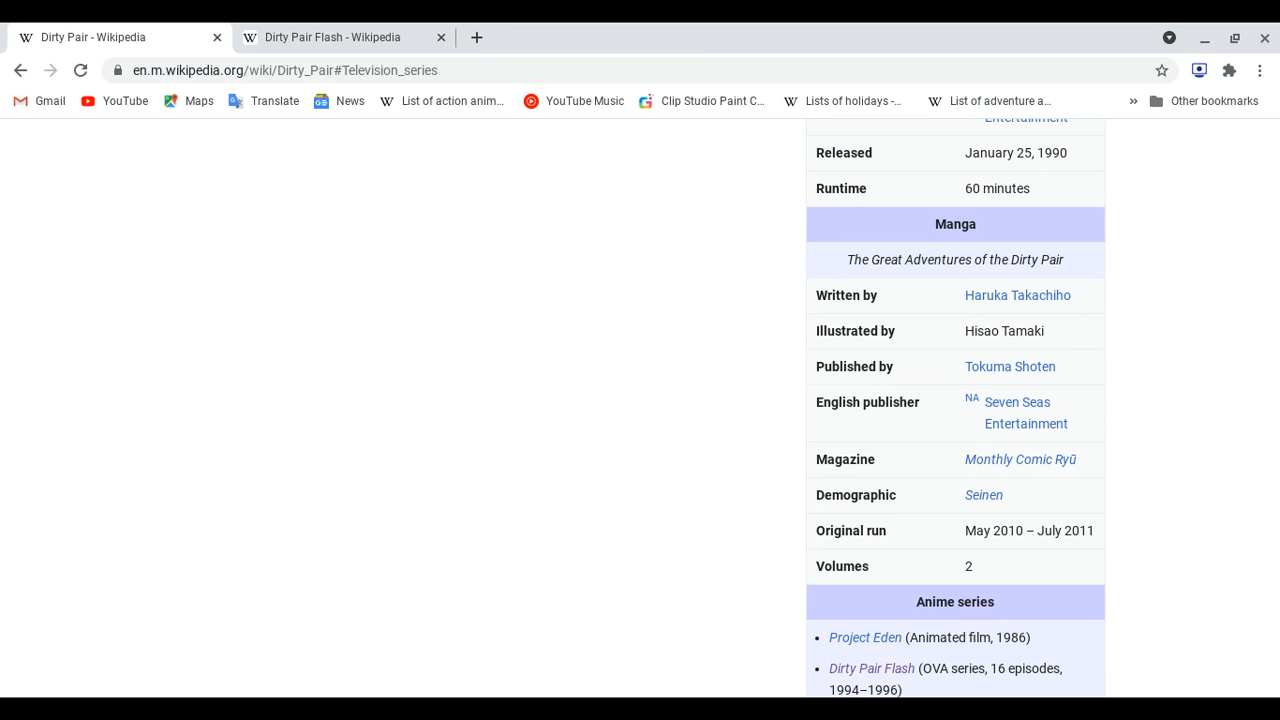 Dirty Pair - Wikipedia
Dirty Pair Flash - Wikipedia
en.m.wikipedia.org/wiki/Dirty_Pair#Television_series
Gmail
YouTube
Maps
Translate
News
List of action anim...
YouTube Music
Clip Studio Paint C...
Lists of holidays -...
List of adventure a...
»
Other bookmarks
Entertainment
Released January 25, 1990
Runtime 60 minutes
Manga
The Great Adventures of the Dirty Pair
Written by Haruka Takachiho
Illustrated by Hisao Tamaki
Published by Tokuma Shoten
English publisher NA Seven Seas
Entertainment
Magazine Monthly Comic Ryū
Demographic Seinen
Original run May 2010 – July 2011
Volumes 2
Anime series
• Project Eden (Animated film, 1986)
• Dirty Pair Flash (OVA series, 16 episodes,
1994–1996)